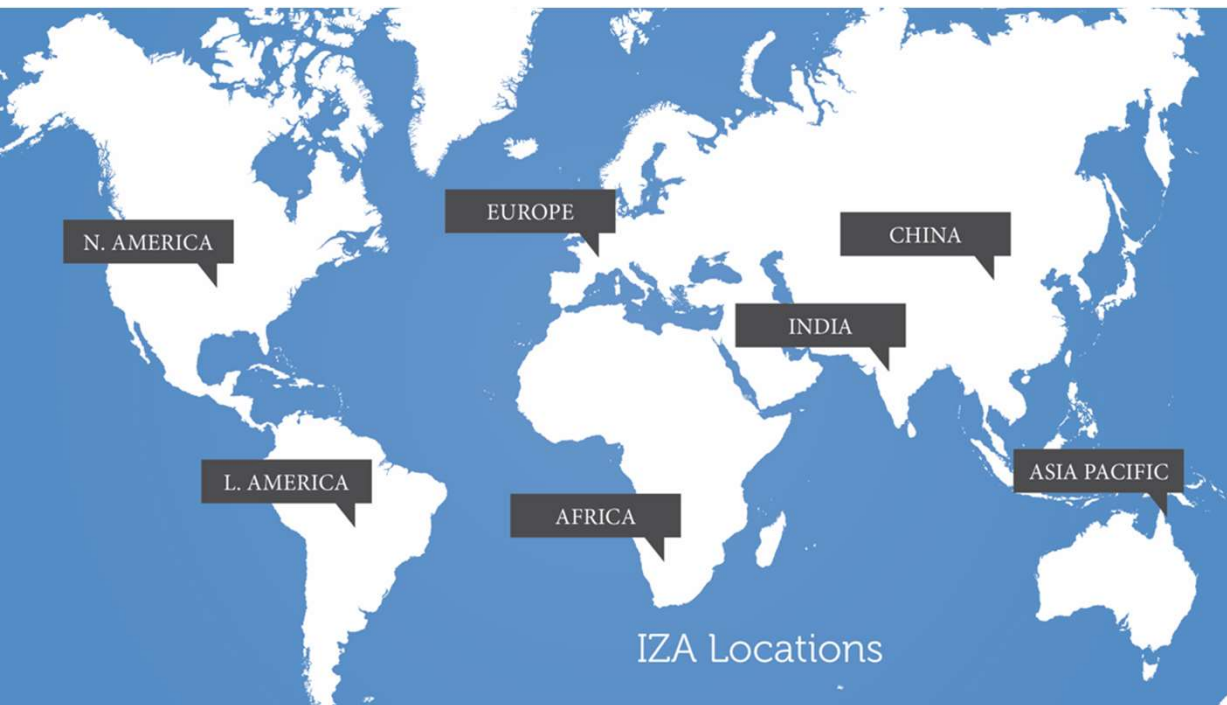 EUROPE
N. AMERICA
CHINA
INDIA
L. AMERICA
ASIA PACIFIC
AFRICA
IZA Locations